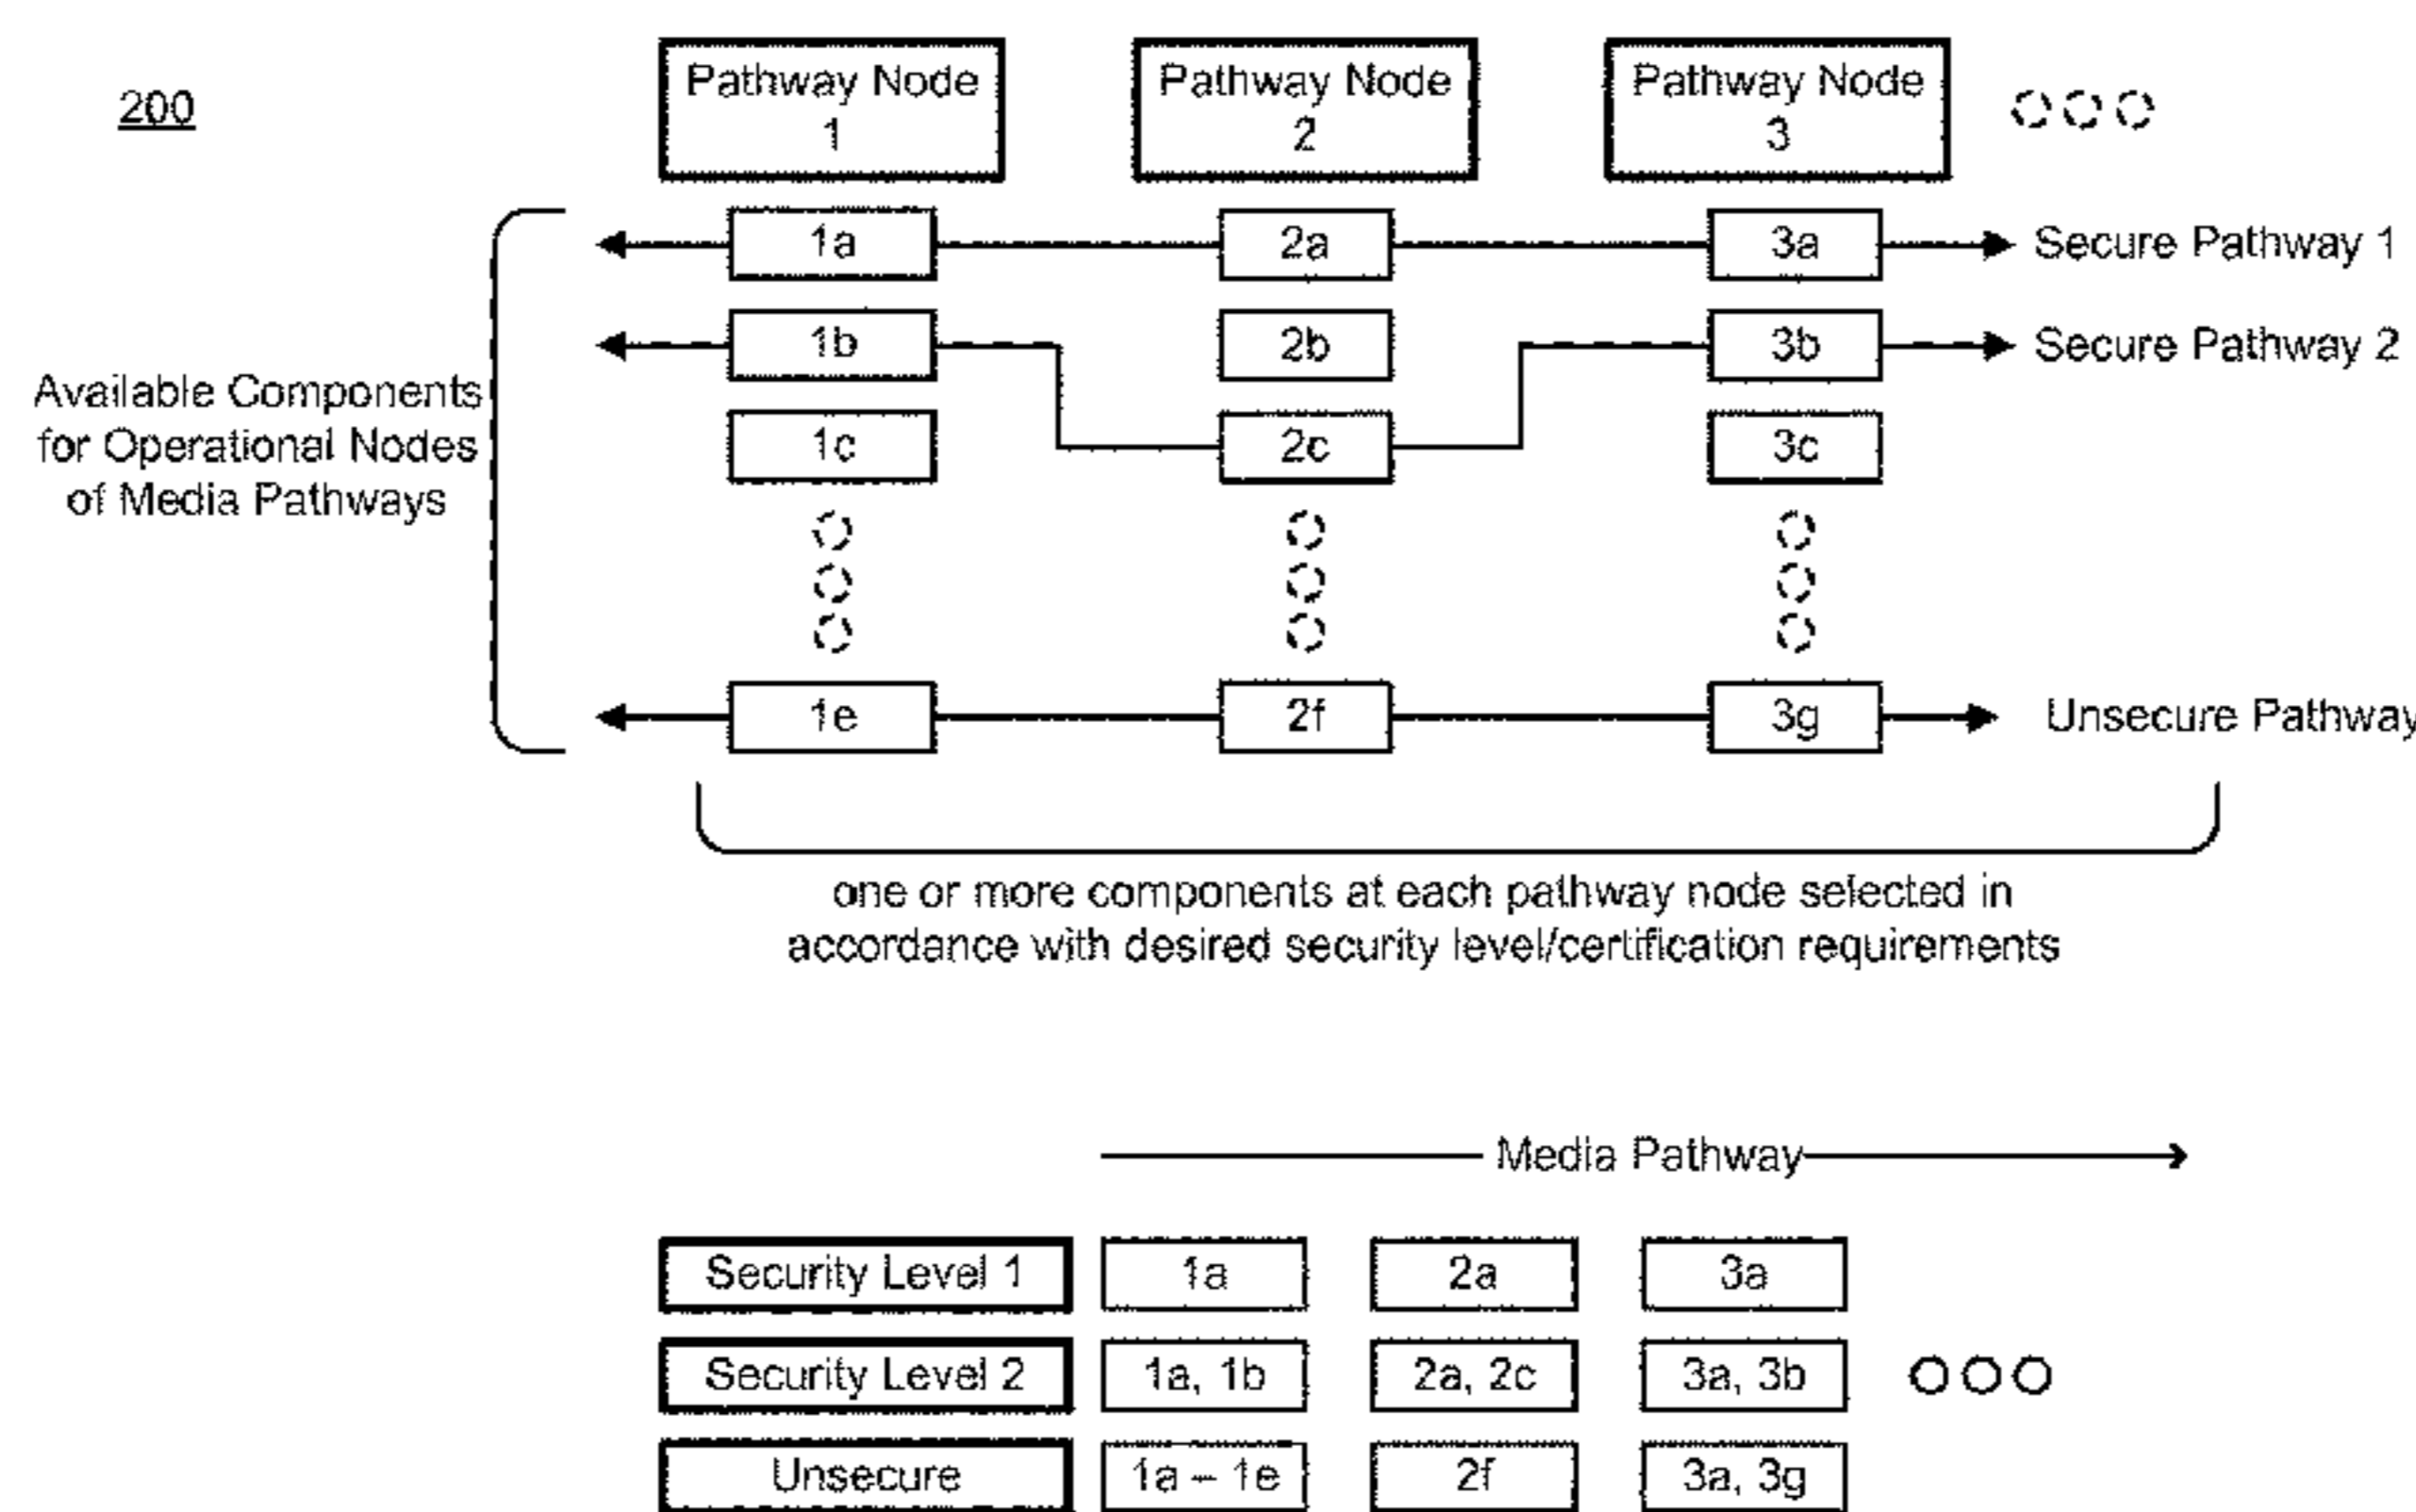 200
Pathway Node
1
Pathway Node
2
Pathway Node
3
1a
2a
3a
Secure Pathway 1
1b
2b
3b
Secure Pathway 2
Available Components
for Operational Nodes
of Media Pathways
1c
2c
3c
1e
2f
3g
Unsecure Pathway
one or more components at each pathway node selected in
accordance with desired security level/certification requirements
Media Pathway
Security Level 1
1a
2a
3a
Security Level 2
1a, 1b
2a, 2c
3a, 3b
Unsecure
1a – 1e
2f
3a, 3g